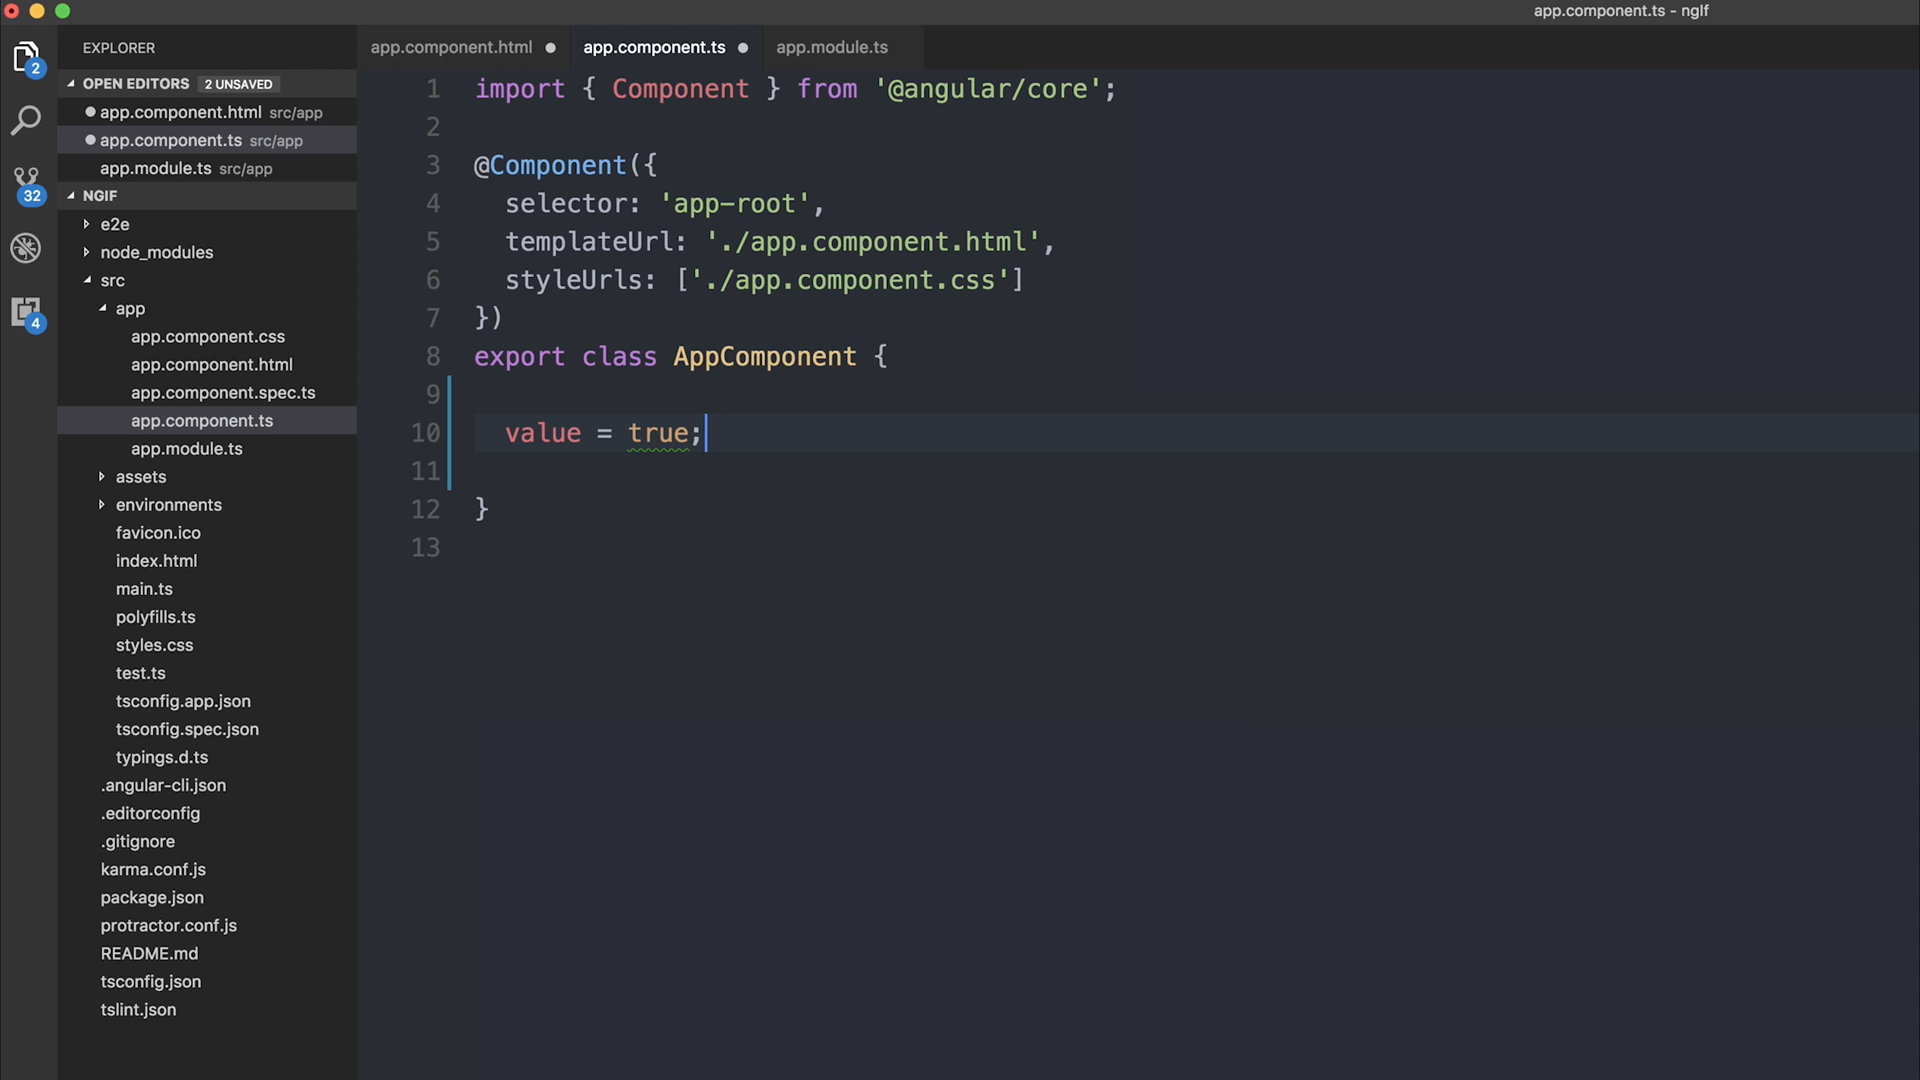 app.component.ts - ngIf
EXPLORER
OPEN EDITORS 2 UNSAVED
app.component.html src/app
app.component.ts src/app
app.module.ts src/app
NGIF
e2e
node_modules
src
app
app.component.css
app.component.html
app.component.spec.ts
app.component.ts
app.module.ts
assets
environments
favicon.ico
index.html
main.ts
polyfills.ts
styles.css
test.ts
tsconfig.app.json
tsconfig.spec.json
typings.d.ts
.angular-cli.json
.editorconfig
.gitignore
karma.conf.js
package.json
protractor.conf.js
README.md
tsconfig.json
tslint.json
2
32
4
app.component.html app.component.ts app.module.ts
1 import { Component } from '@angular/core';
2
3 @Component({
4 selector: 'app-root',
5 templateUrl: './app.component.html',
6 styleUrls: ['./app.component.css']
7 })
8 export class AppComponent {
9
10 value = true;
11
12 }
13